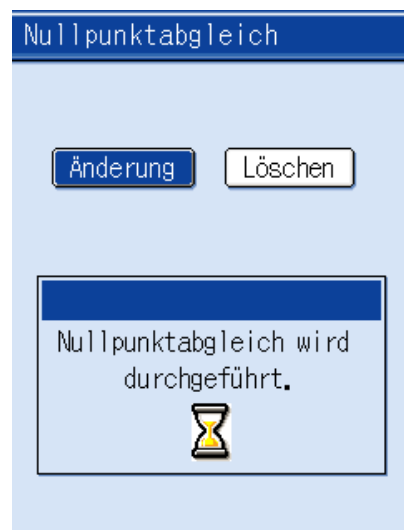 Nullpunktabgleich
Änderung Löschen
Nullpunktabgleich wird
durchgeführt.